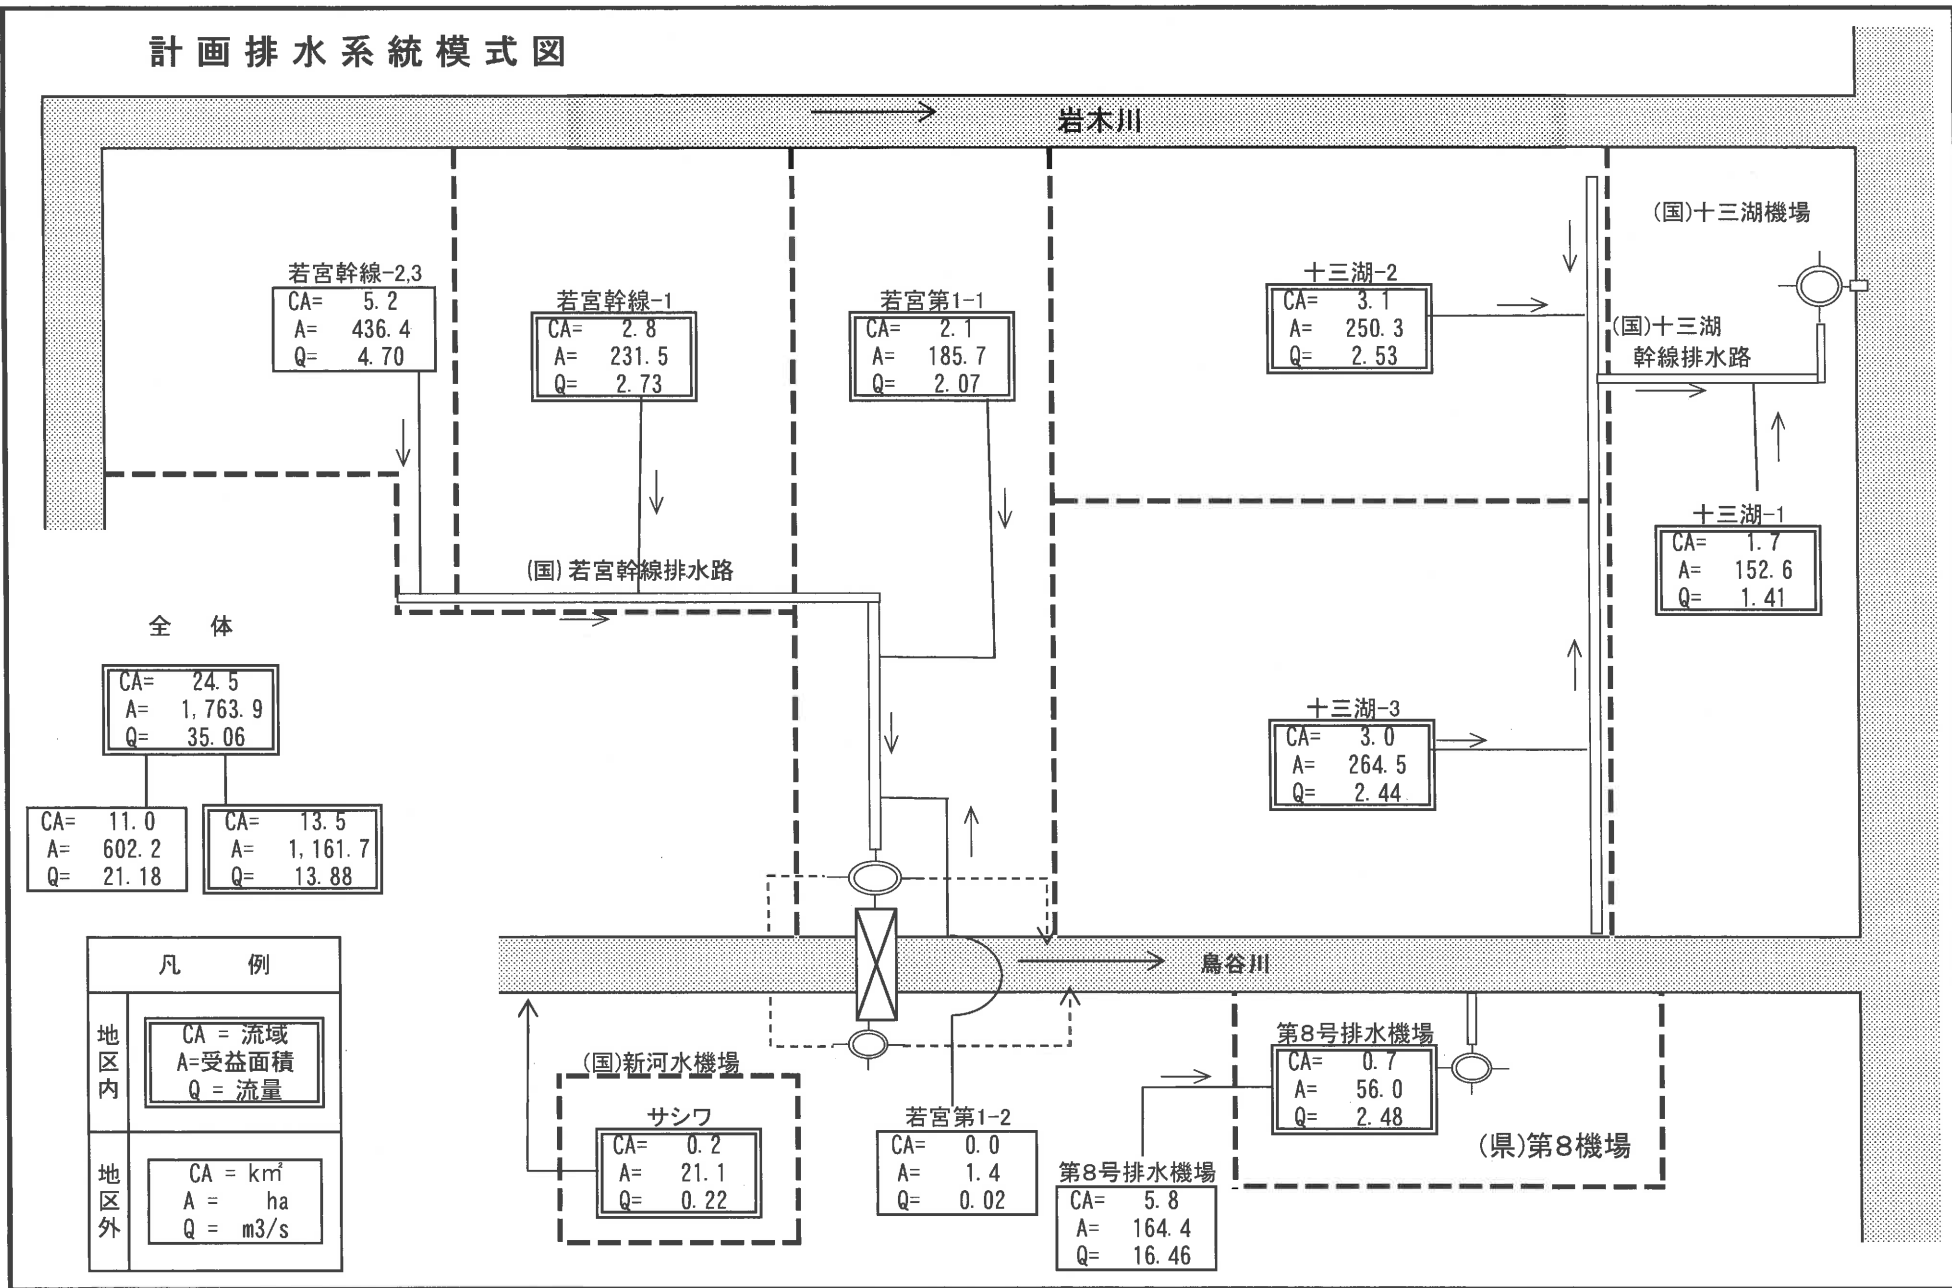 計画排水系統模式図
岩木川
(国)十三湖機場
若宮幹線-2,3
CA= 5.2
A= 436.4
Q= 4.70
若宮幹線-1
CA= 2.8
A= 231.5
Q= 2.73
若宮第1-1
CA= 2.1
A= 185.7
Q= 2.07
十三湖-2
CA= 3.1
A= 250.3
Q= 2.53
(国)十三湖
幹線排水路
十三湖-1
CA= 1.7
A= 152.6
Q= 1.41
(国)若宮幹線排水路
全体
CA= 24.5
A= 1,763.9
Q= 35.06
CA= 11.0
A= 602.2
Q= 21.18
CA= 13.5
A= 1,161.7
Q= 13.88
十三湖-3
CA= 3.0
A= 264.5
Q= 2.44
鳥谷川
凡例
地区内
CA = 流域
A=受益面積
Q = 流量
地区外
CA = k㎡
A = ha
Q = m3/s
(国)新河水機場
サシワ
CA= 0.2
A= 21.1
Q= 0.22
若宮第1-2
CA= 0.0
A= 1.4
Q= 0.02
第8号排水機場
CA= 5.8
A= 164.4
Q= 16.46
第8号排水機場
CA= 0.7
A= 56.0
Q= 2.48
(県)第8機場